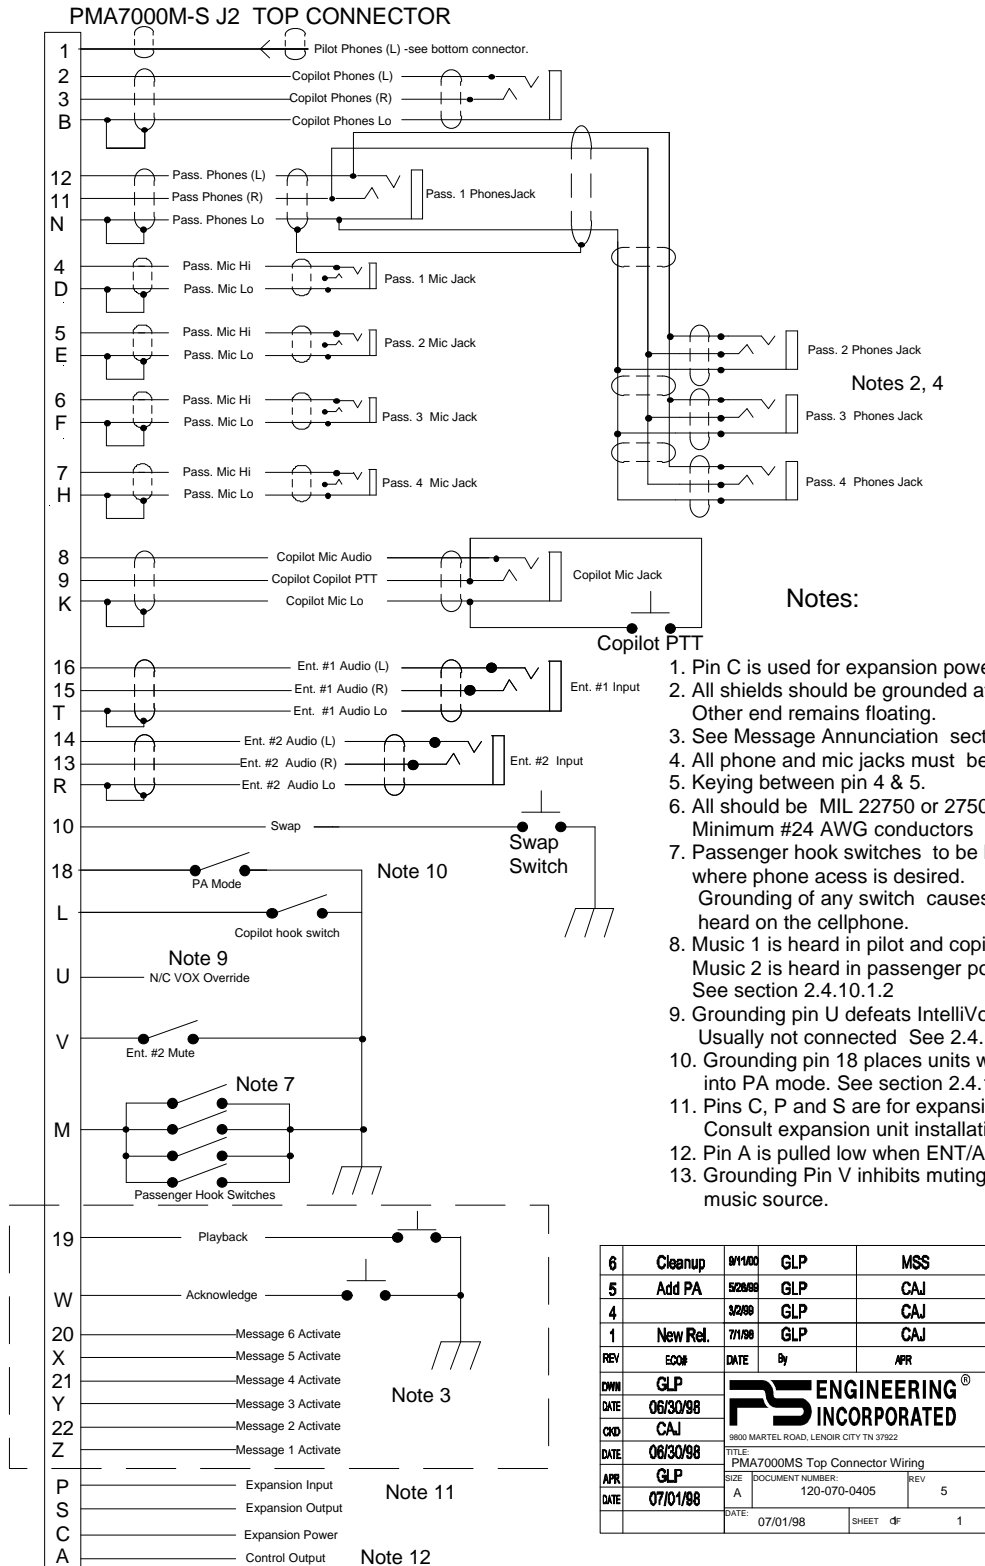 PMA7000M-S J2 TOP CONNECTOR
1 Pilot Phones (L) -see bottom connector.
2 Copilot Phones (L)
3 Copilot Phones (R)
B Copilot Phones Lo
12 Pass. Phones (L)
11 Pass Phones (R)
N Pass. Phones Lo
Pass. 1 PhonesJack
4 Pass. Mic Hi
D Pass. Mic Lo
Pass. 1 Mic Jack
5 Pass. Mic Hi
E Pass. Mic Lo
Pass. 2 Mic Jack
6 Pass. Mic Hi
F Pass. Mic Lo
Pass. 3 Mic Jack
7 Pass. Mic Hi
H Pass. Mic Lo
Pass. 4 Mic Jack
Pass. 2 Phones Jack
Notes 2, 4
Pass. 3 Phones Jack
Pass. 4 Phones Jack
8 Copilot Mic Audio
9 Copilot Copilot PTT
K Copilot Mic Lo
Copilot Mic Jack
Copilot PTT
16 Ent. #1 Audio (L)
15 Ent. #1 Audio (R)
T Ent. #1 Audio Lo
Ent. #1 Input
14 Ent. #2 Audio (L)
13 Ent. #2 Audio (R)
R Ent. #2 Audio Lo
Ent. #2 Input
10 Swap
Swap
Switch
18 PA Mode
Note 10
L Copilot hook switch
Note 9
U N/C VOX Override
V Ent. #2 Mute
Note 7
M
Passenger Hook Switches
19 Playback
W Acknowledge
20 Message 6 Activate
X Message 5 Activate
21 Message 4 Activate
Y Message 3 Activate
22 Message 2 Activate
Z Message 1 Activate
Note 3
P Expansion Input
S Expansion Output
C Expansion Power
A Control Output
Note 11
Note 12
Notes:
1. Pin C is used for expansion powe
2. All shields should be grounded a
Other end remains floating.
3. See Message Annunciation sect
4. All phone and mic jacks must be
5. Keying between pin 4 & 5.
6. All should be MIL 22750 or 2750
Minimum #24 AWG conductors
7. Passenger hook switches to be
where phone acess is desired.
Grounding of any switch causes
heard on the cellphone.
8. Music 1 is heard in pilot and copi
Music 2 is heard in passenger po
See section 2.4.10.1.2
9. Grounding pin U defeats IntelliVo
Usually not connected See 2.4.
10. Grounding pin 18 places units w
into PA mode. See section 2.4.1
11. Pins C, P and S are for expansi
Consult expansion unit installati
12. Pin A is pulled low when ENT/A
13. Grounding Pin V inhibits muting
music source.
6 Cleanup 9/11/00 GLP MSS
5 Add PA 5/26/99 GLP CAJ
4 3/2/99 GLP CAJ
1 New Rel. 7/1/98 GLP CAJ
REV ECO# DATE By APR
DWN GLP
DATE 06/30/98
CKD CAJ
DATE 06/30/98
APR GLP
DATE 07/01/98
PS ENGINEERING ®
INCORPORATED
9800 MARTEL ROAD, LENOIR CITY TN 37922
TITLE:
PMA7000MS Top Connector Wiring
SIZE A
DOCUMENT NUMBER: 120-070-0405
REV 5
DATE: 07/01/98
SHEET OF 1